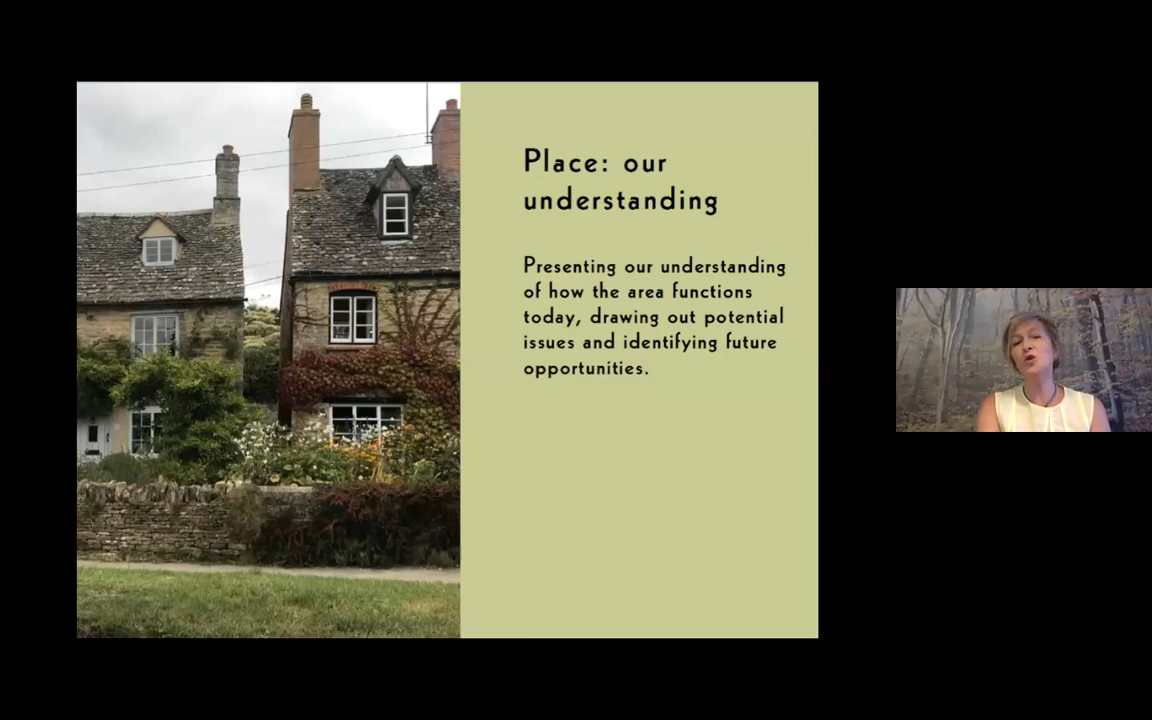 Place: our
understanding
Presenting our understanding
of how the area functions
today, drawing out potential
issues and identifying future
opportunities.